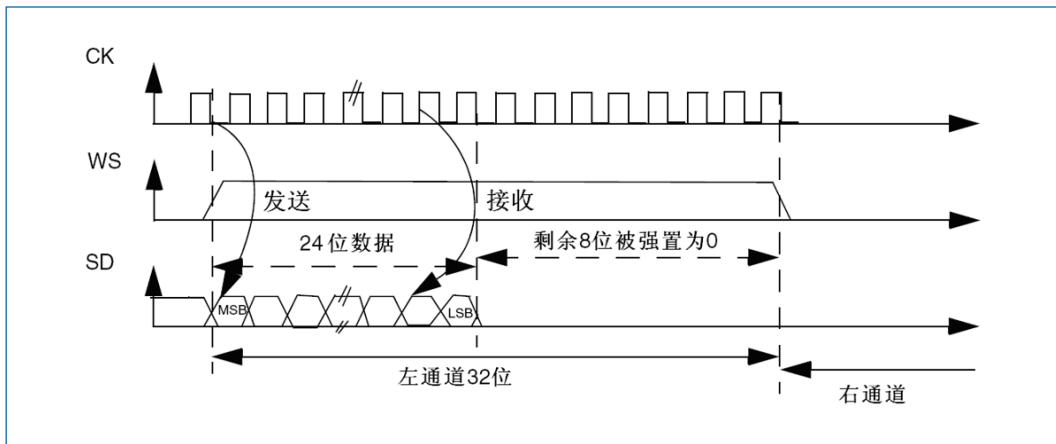 CK
WS
发送
接收
24位数据
剩余8位被强置为0
SD
MSB
LSB
左通道32位
右通道